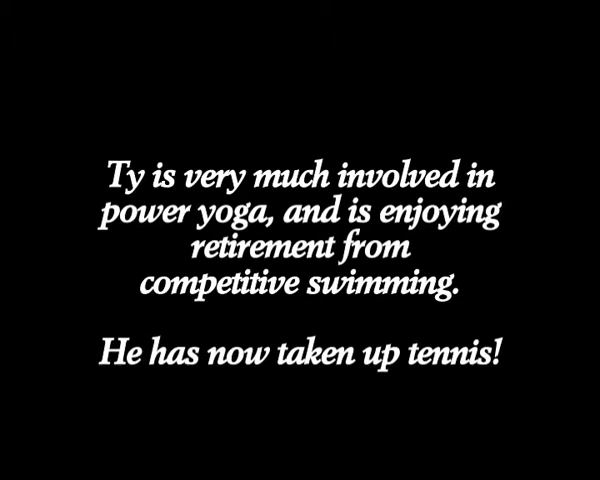 Ty is very much involved in
power yoga, and is enjoying
retirement from
competitive swimming.
He has now taken up tennis!